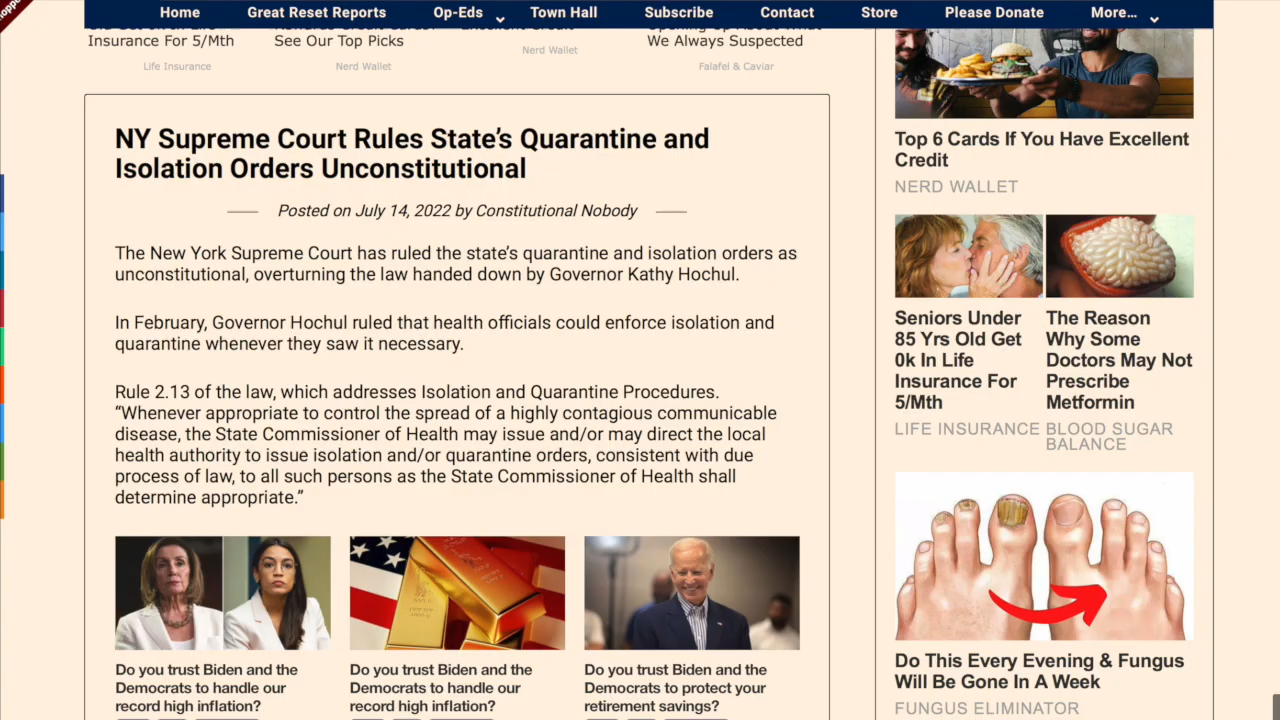 Home Great Reset Reports Op-Eds Town Hall Subscribe Contact Store Please Donate More...
Insurance For 5/Mth
Life Insurance
See Our Top Picks
Nerd Wallet
Nerd Wallet
We Always Suspected
Falafel & Caviar
NY Supreme Court Rules State’s Quarantine and
Isolation Orders Unconstitutional
Posted on July 14, 2022 by Constitutional Nobody
The New York Supreme Court has ruled the state’s quarantine and isolation orders as
unconstitutional, overturning the law handed down by Governor Kathy Hochul.
In February, Governor Hochul ruled that health officials could enforce isolation and
quarantine whenever they saw it necessary.
Rule 2.13 of the law, which addresses Isolation and Quarantine Procedures.
“Whenever appropriate to control the spread of a highly contagious communicable
disease, the State Commissioner of Health may issue and/or may direct the local
health authority to issue isolation and/or quarantine orders, consistent with due
process of law, to all such persons as the State Commissioner of Health shall
determine appropriate.”
Do you trust Biden and the
Democrats to handle our
record high inflation?
Do you trust Biden and the
Democrats to handle our
record high inflation?
Do you trust Biden and the
Democrats to protect your
retirement savings?
Top 6 Cards If You Have Excellent
Credit
NERD WALLET
Seniors Under
85 Yrs Old Get
0k In Life
Insurance For
5/Mth
LIFE INSURANCE
The Reason
Why Some
Doctors May Not
Prescribe
Metformin
BLOOD SUGAR
BALANCE
Do This Every Evening & Fungus
Will Be Gone In A Week
FUNGUS ELIMINATOR